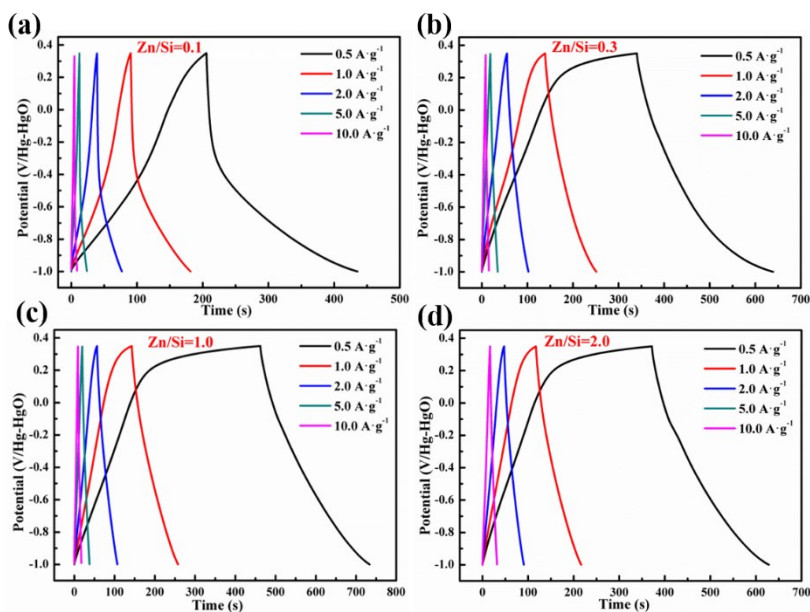 (a)
Zn/Si=0.1
0.5 A·g⁻¹
1.0 A·g⁻¹
2.0 A·g⁻¹
5.0 A·g⁻¹
10.0 A·g⁻¹
0.4
0.2
0.0
-0.2
-0.4
-0.6
-0.8
-1.0
Potential (V/Hg-HgO)
0 100 200 300 400 500
Time (s)
(b)
Zn/Si=0.3
0.5 A·g⁻¹
1.0 A·g⁻¹
2.0 A·g⁻¹
5.0 A·g⁻¹
10.0 A·g⁻¹
0.4
0.2
0.0
-0.2
-0.4
-0.6
-0.8
-1.0
Potential (V/Hg-HgO)
0 100 200 300 400 500 600 700
Time (s)
(c)
Zn/Si=1.0
0.5 A·g⁻¹
1.0 A·g⁻¹
2.0 A·g⁻¹
5.0 A·g⁻¹
10.0 A·g⁻¹
0.4
0.2
0.0
-0.2
-0.4
-0.6
-0.8
-1.0
Potential (V/Hg-HgO)
0 100 200 300 400 500 600 700 800
Time (s)
(d)
Zn/Si=2.0
0.5 A·g⁻¹
1.0 A·g⁻¹
2.0 A·g⁻¹
5.0 A·g⁻¹
10.0 A·g⁻¹
0.4
0.2
0.0
-0.2
-0.4
-0.6
-0.8
-1.0
Potential (V/Hg-HgO)
0 100 200 300 400 500 600 700
Time (s)